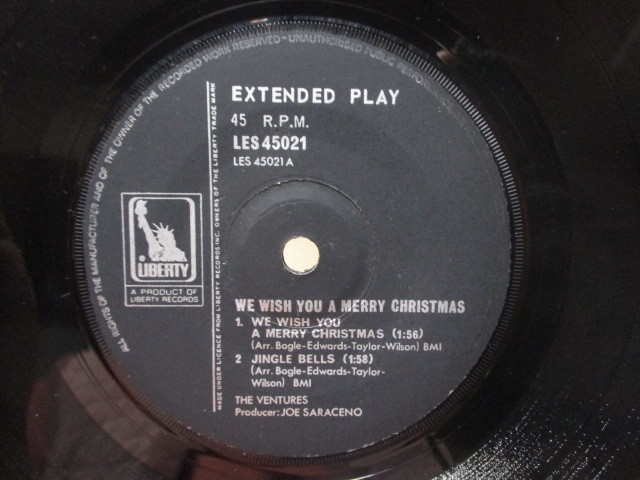 ALL RIGHTS OF THE MANUFACTURER AND OF THE OWNER OF THE RECORDED WORK RESERVED - UNAUTHORISED PUBLIC
EXTENDED PLAY
45 R.P.M.
LES 45021
LES 45021 A
LIBERTY
A PRODUCT OF
LIBERTY RECORDS
MADE UNDER LICENCE FROM LIBERTY RECORDS INC. OWNERS OF THE LIBERTY TRADE MARK
WE WISH YOU A MERRY CHRISTMAS
1. WE WISH YOU
A MERRY CHRISTMAS (1:56)
(Arr. Bogle-Edwards-Taylor-Wilson) BMI
2 JINGLE BELLS (1:58)
(Arr. Bogle-Edwards-Taylor-
Wilson) BMI
THE VENTURES
Producer: JOE SARACENO